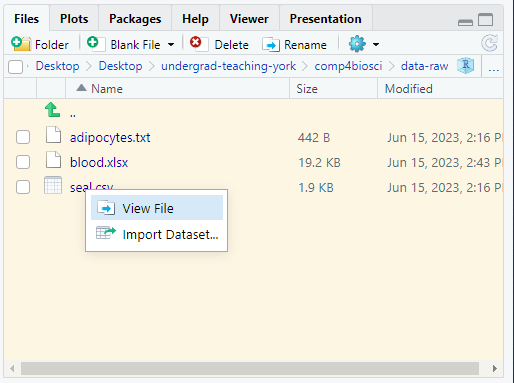 Files Plots Packages Help Viewer Presentation
Folder Blank File Delete Rename
Desktop Desktop undergrad-teaching-york comp4biosci data-raw R ...
Name Size Modified
..
adipocytes.txt 442 B Jun 15, 2023, 2:16 P
blood.xlsx 19.2 KB Jun 15, 2023, 2:43 P
seal.csv 1.9 KB Jun 15, 2023, 2:16 P
View File
Import Dataset...